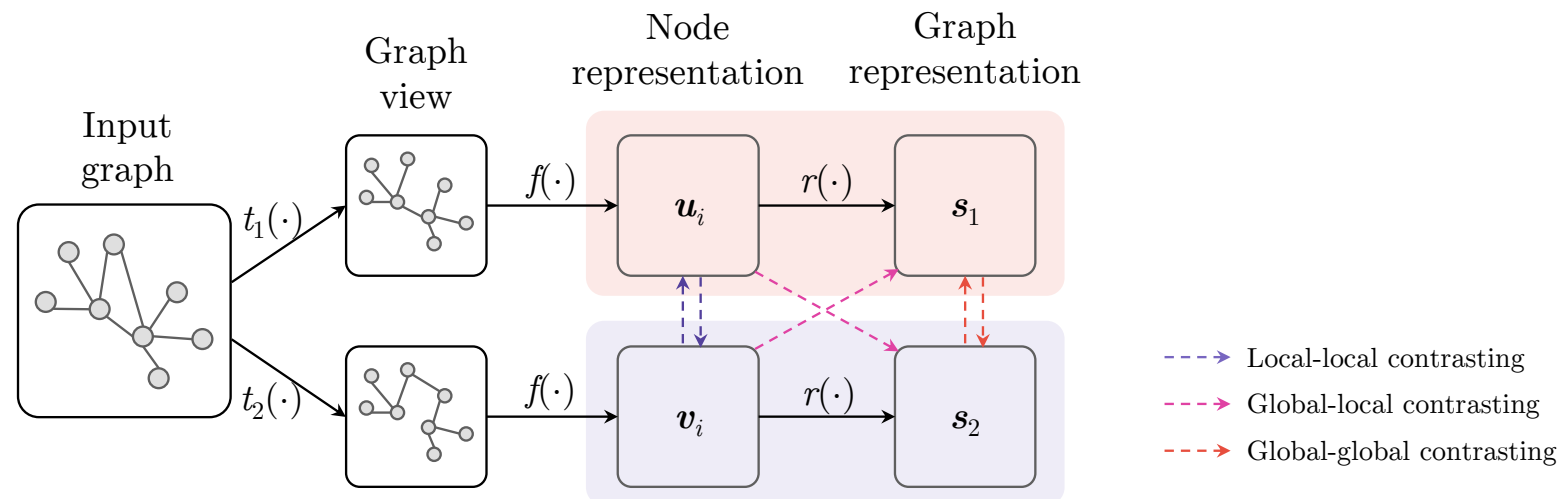 Input
graph
Graph
view
Node
representation
Graph
representation
t₁(·)
t₂(·)
f(·)
f(·)
uᵢ
vᵢ
r(·)
r(·)
s₁
s₂
Local-local contrasting
Global-local contrasting
Global-global contrasting